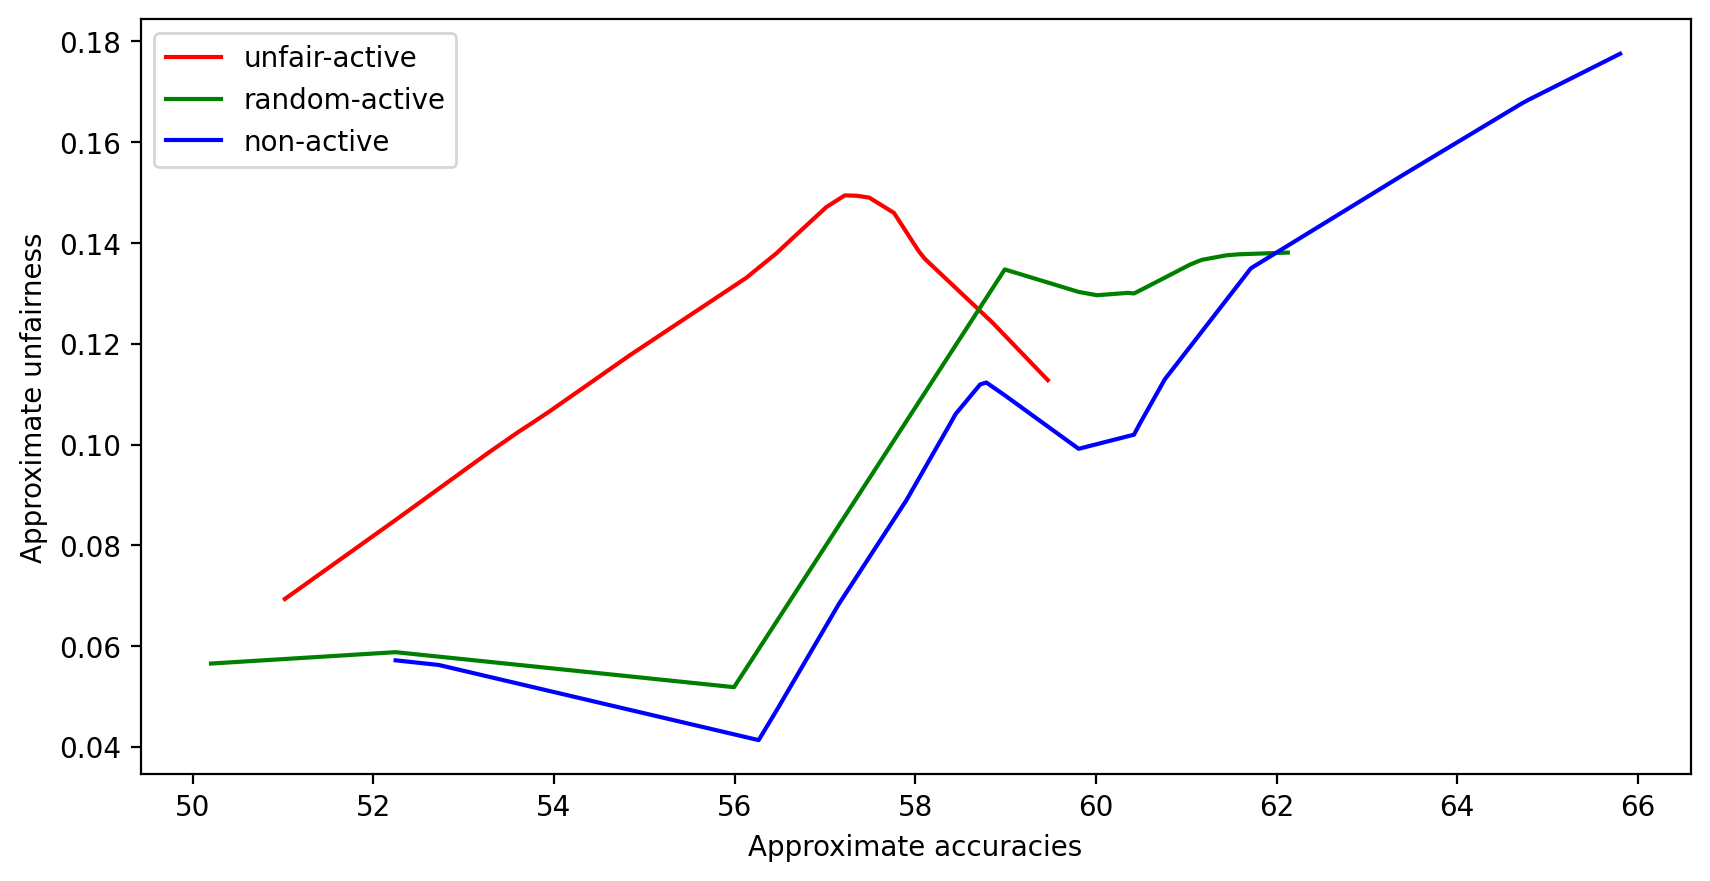 unfair-active
random-active
non-active
Approximate unfairness
0.18
0.16
0.14
0.12
0.10
0.08
0.06
0.04
50 52 54 56 58 60 62 64 66
Approximate accuracies